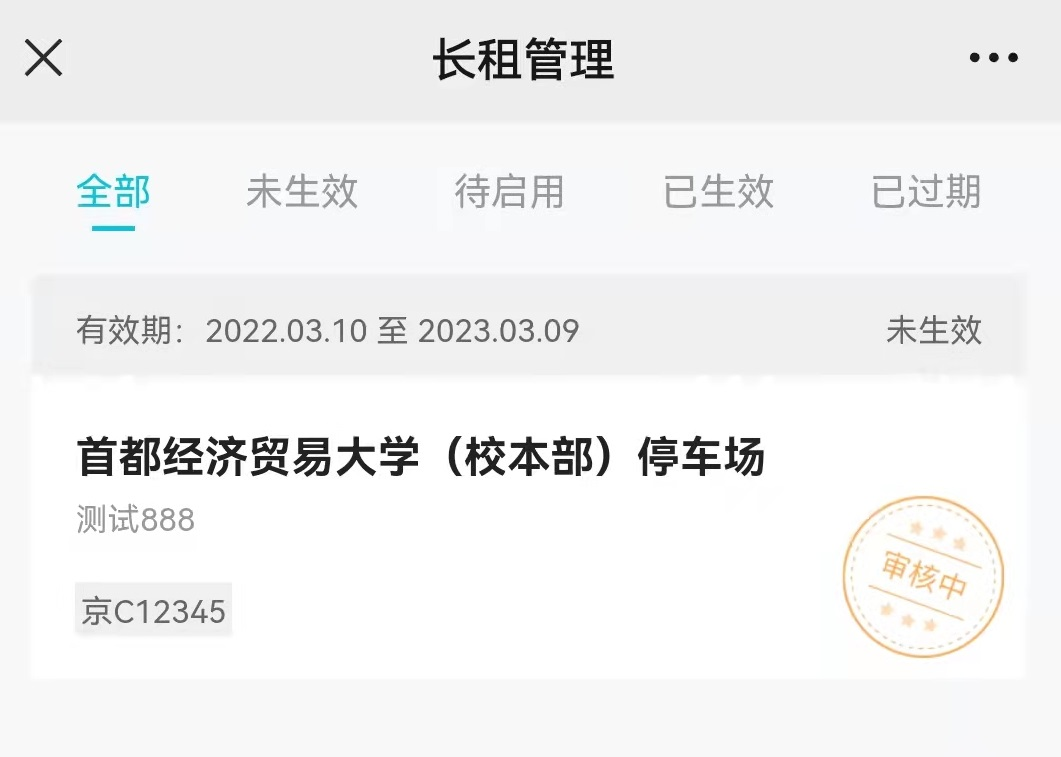 长租管理
全部 未生效 待启用 已生效 已过期
有效期：2022.03.10 至 2023.03.09 未生效
首都经济贸易大学（校本部）停车场
测试888
审核中
京C12345